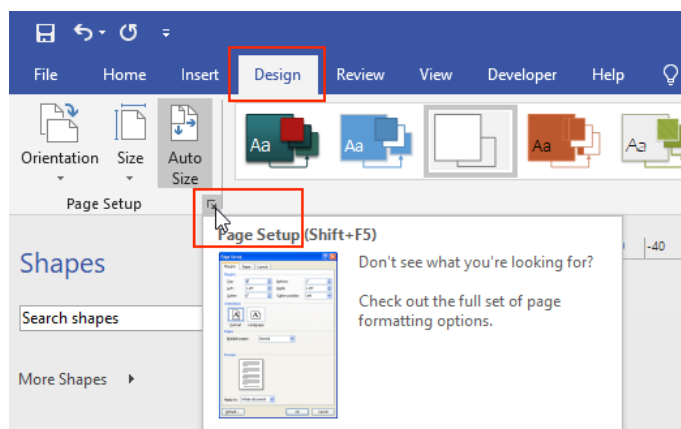 File Home Insert Design Review View Developer Help
Aa Aa Aa Aa
Orientation Size Auto
Size
Page Setup
Page Setup (Shift+F5)
-40
Shapes
Don't see what you're looking for?
Search shapes
Check out the full set of page
formatting options.
More Shapes